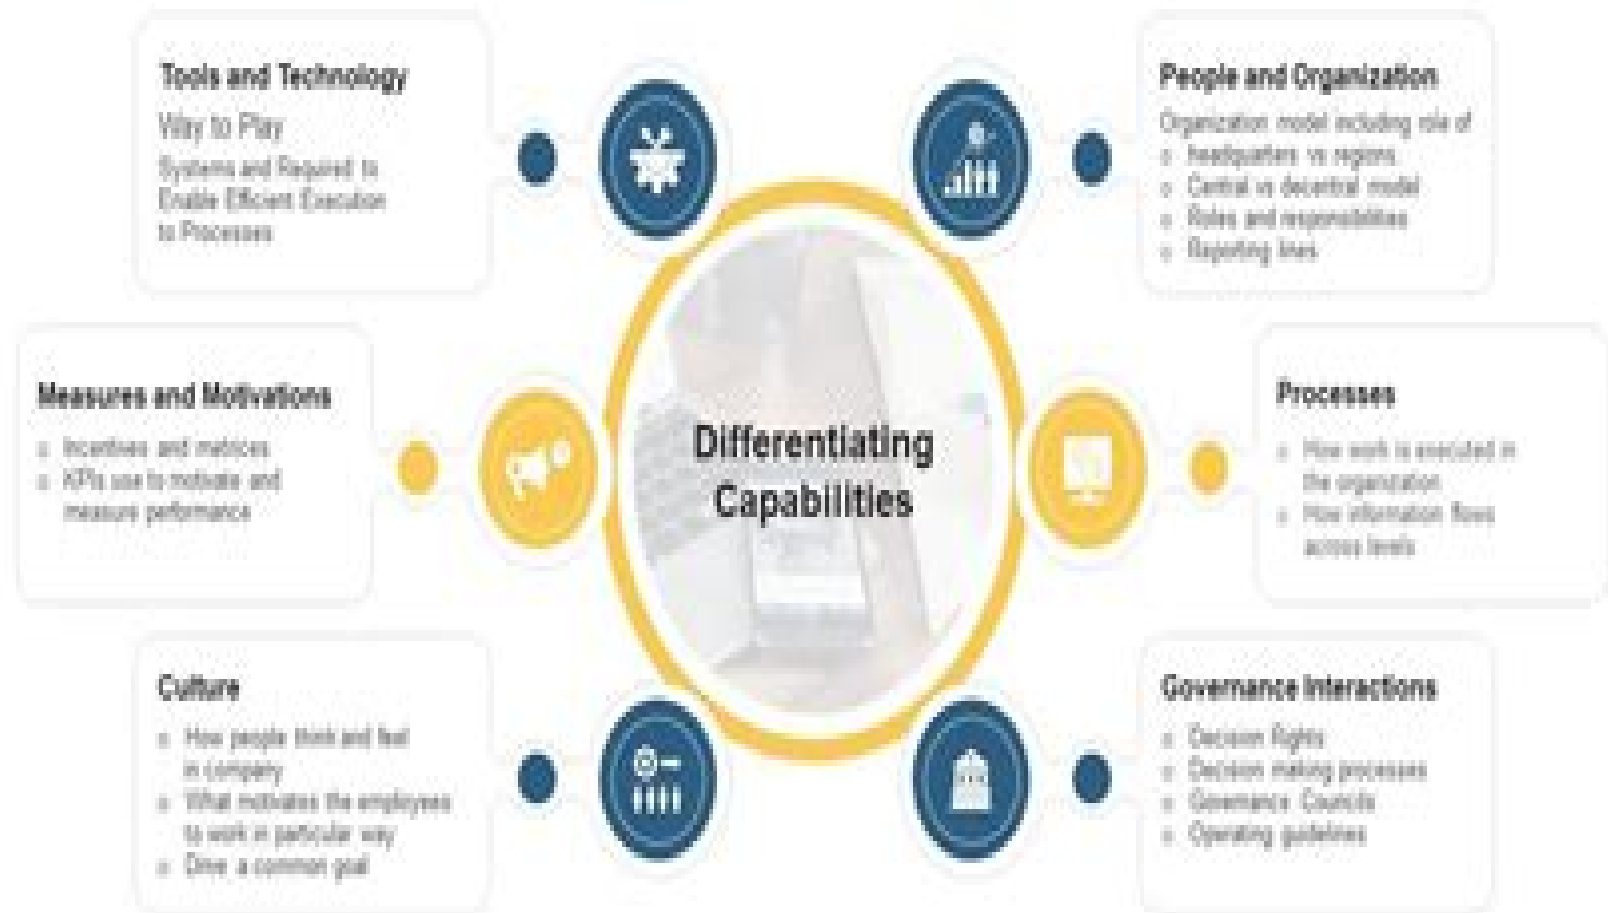 Tools and Technology
Way to Play
Systems and Required to
Enable Efficient Execution
to Processes
People and Organization
Organization model including role of
headquarters vs regions
Central vs decentral model
Roles and responsibilities
Reporting lines
Measures and Motivations
Incentives and metrices
KPIs use to motivate and
measure performance
Differentiating
Capabilities
Processes
How work is executed in
the organization
How information flows
across levels
Culture
How people think and feel
in company
What motivates the employees
to work in particular way
Drive a common goal
Governance Interactions
Decision Rights
Decision making processes
Governance Councils
Operating guidelines